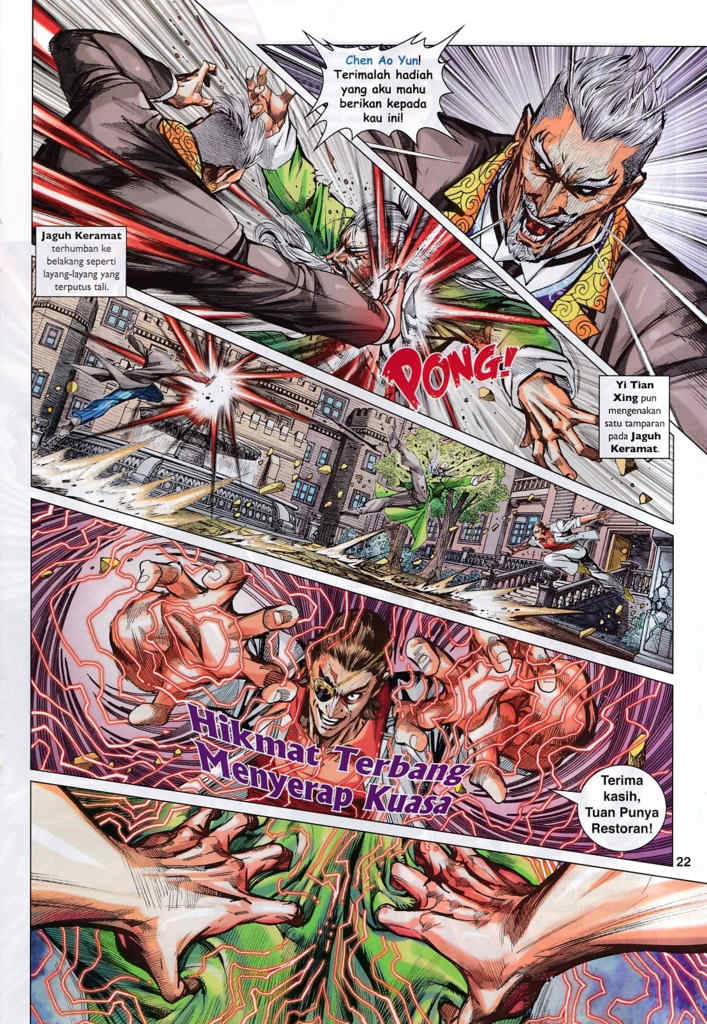 Chen Ao Yun!
Terimalah hadiah
yang aku mahu
berikan kepada
kau ini!
Jaguh Keramat
terhumban ke
belakang seperti
layang-layang yang
terputus tali.
PONG!
Yi Tian
Xing pun
mengenakan
satu tamparan
pada Jaguh
Keramat.
Hikmat Terbang
Menyerap Kuasa
Terima
kasih,
Tuan Punya
Restoran!
22